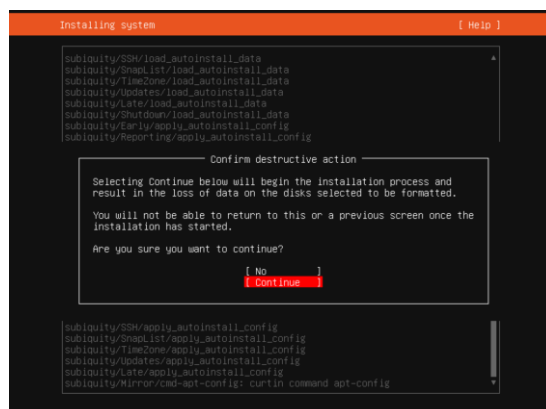 Installing system [ Help ]
subiquity/SSH/load_autoinstall_data
subiquity/SnapList/load_autoinstall_data
subiquity/TimeZone/load_autoinstall_data
subiquity/Updates/load_autoinstall_data
subiquity/Late/load_autoinstall_data
subiquity/Shutdown/load_autoinstall_data
subiquity/Early/apply_autoinstall_config
subiquity/Reporting/apply_autoinstall_config
Confirm destructive action
Selecting Continue below will begin the installation process and
result in the loss of data on the disks selected to be formatted.
You will not be able to return to this or a previous screen once the
installation has started.
Are you sure you want to continue?
[ No ]
[ Continue ]
subiquity/SSH/apply_autoinstall_config
subiquity/SnapList/apply_autoinstall_config
subiquity/TimeZone/apply_autoinstall_config
subiquity/Updates/apply_autoinstall_config
subiquity/Late/apply_autoinstall_config
subiquity/Mirror/cmd-apt-config: curtin command apt-config